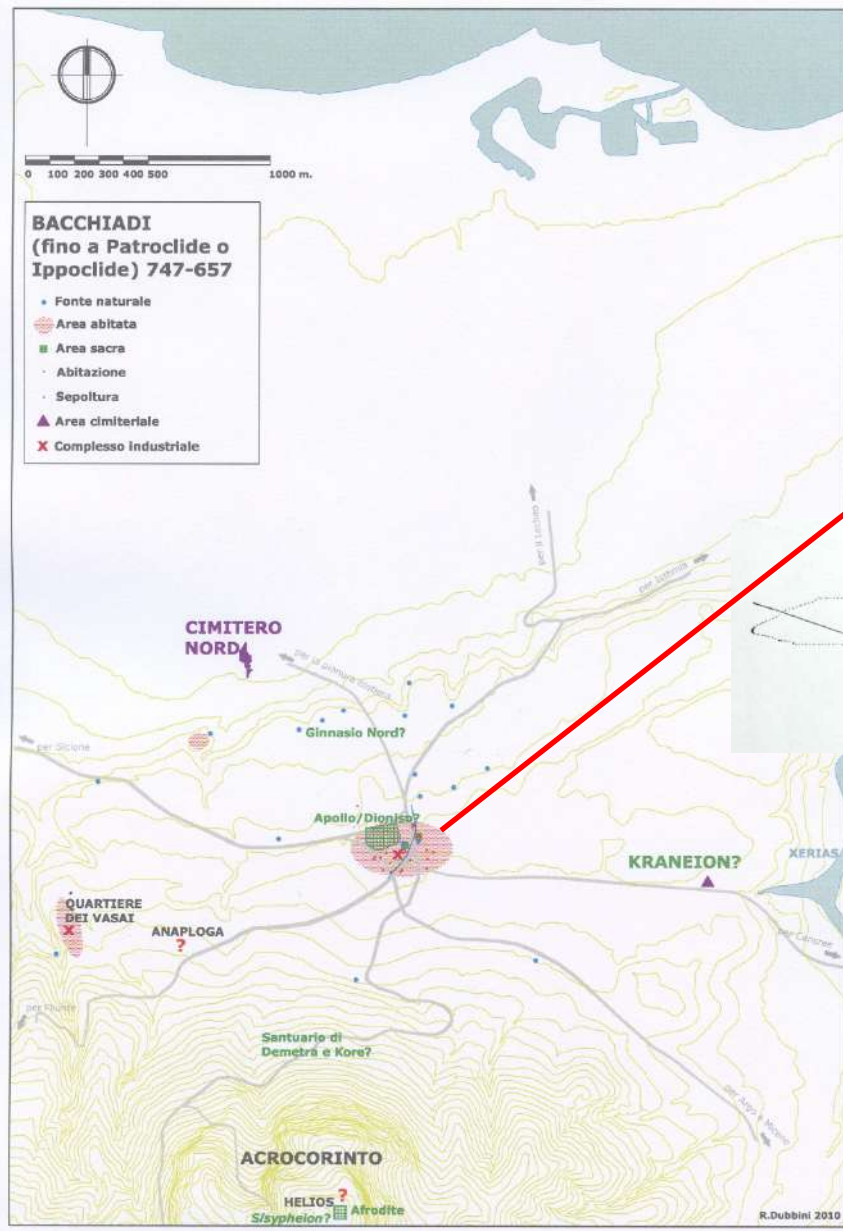 0 100 200 300 400 500 1000 m.
BACCHIADI
(fino a Patroclide o
Ippoclide) 747-657
Fonte naturale
Area abitata
Area sacra
Abitazione
Sepoltura
Area cimiteriale
Complesso industriale
per il Lecheo
per Isthmia
CIMITERO
NORD
per la pianura costiera
Ginnasio Nord?
per Sicione
Apollo/Dioniso?
KRANEION?
XERIAS
QUARTIERE
DEI VASAI
ANAPLOGA
?
per Cencree
per Fliunte
Santuario di
Demetra e Kore?
per Argo e Micene
ACROCORINTO
HELIOS ?
Afrodite
Sisypheion?
R.Dubbini 2010